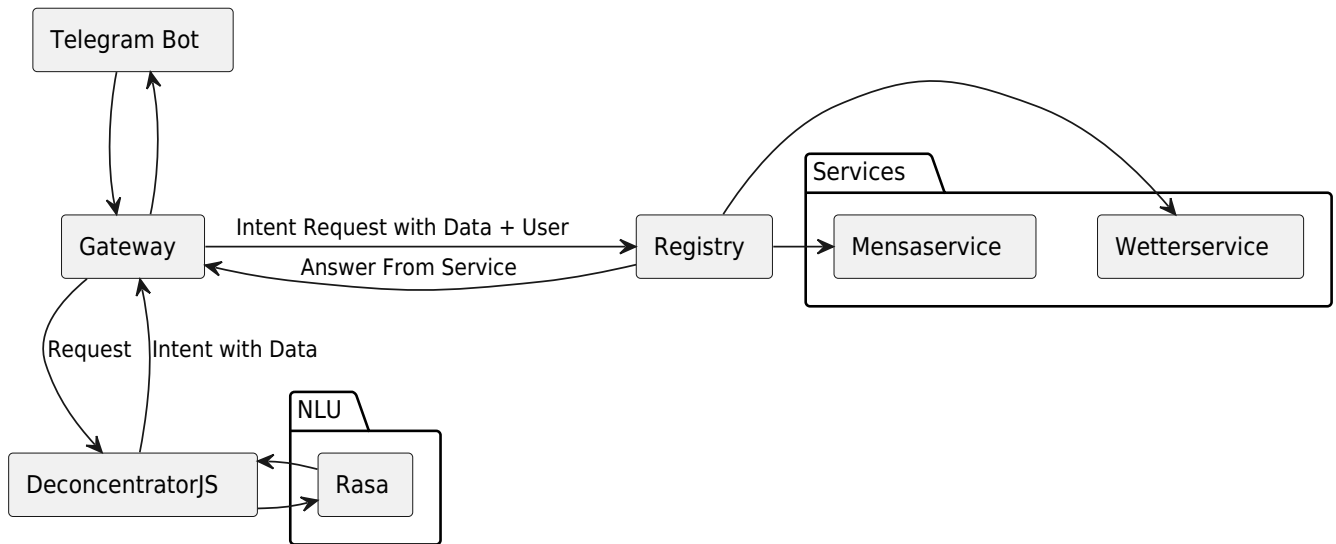 Telegram Bot
Services
Gateway
Intent Request with Data + User
Answer From Service
Registry
Mensaservice
Wetterservice
Request
Intent with Data
NLU
DeconcentratorJS
Rasa